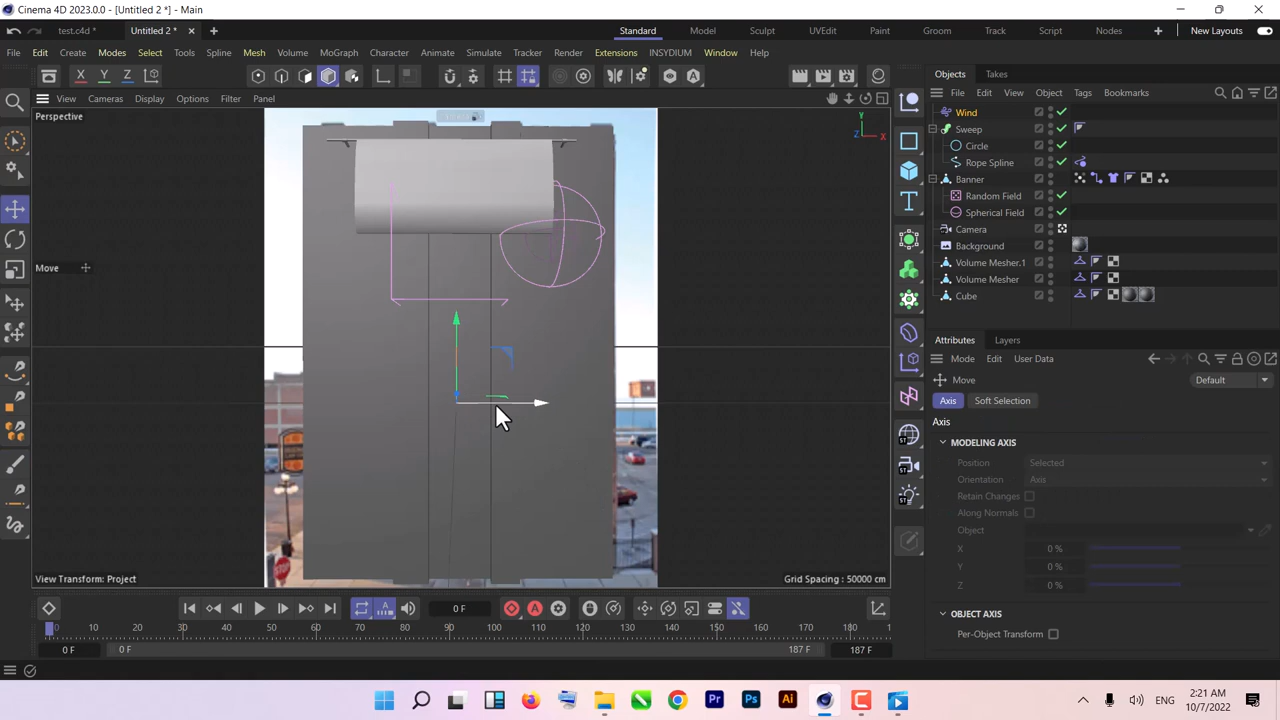 Cinema 4D 2023.0.0 - [Untitled 2 *] - Main
test.c4d *
Untitled 2 *
Standard
Model
Sculpt
UVEdit
Paint
Groom
Track
Script
Nodes
New Layouts
File
Edit
Create
Modes
Select
Tools
Spline
Mesh
Volume
MoGraph
Character
Animate
Simulate
Tracker
Render
Extensions
INSYDIUM
Window
Help
X
Y
Z
Objects
Takes
View
Cameras
Display
Options
Filter
Panel
File
Edit
View
Object
Tags
Bookmarks
Perspective
Y
Z
X
Wind
Sweep
Circle
Rope Spline
Banner
Random Field
Spherical Field
Camera
Background
Volume Mesher.1
Volume Mesher
Cube
Move
Attributes
Layers
Mode
Edit
User Data
Move
Default
Axis
Soft Selection
Axis
MODELING AXIS
Position
Selected
Orientation
Axis
Retain Changes
Along Normals
Object
X
0 %
Y
0 %
Z
0 %
OBJECT AXIS
Per-Object Transform
View Transform: Project
Grid Spacing : 50000 cm
0 F
0
10
20
30
40
50
60
70
80
90
100
110
120
130
140
150
160
170
180
0 F
0 F
187 F
187 F
ST
ST
ST
Pr
Ps
Ai
2:21 AM
10/7/2022